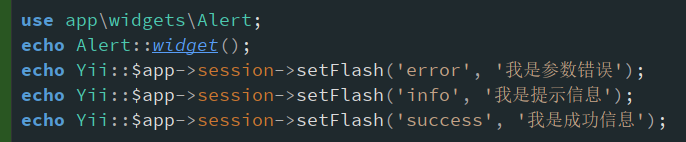 use app\widgets\Alert;
echo Alert::widget();
echo Yii::$app->session->setFlash('error', '我是参数错误');
echo Yii::$app->session->setFlash('info', '我是提示信息');
echo Yii::$app->session->setFlash('success', '我是成功信息');